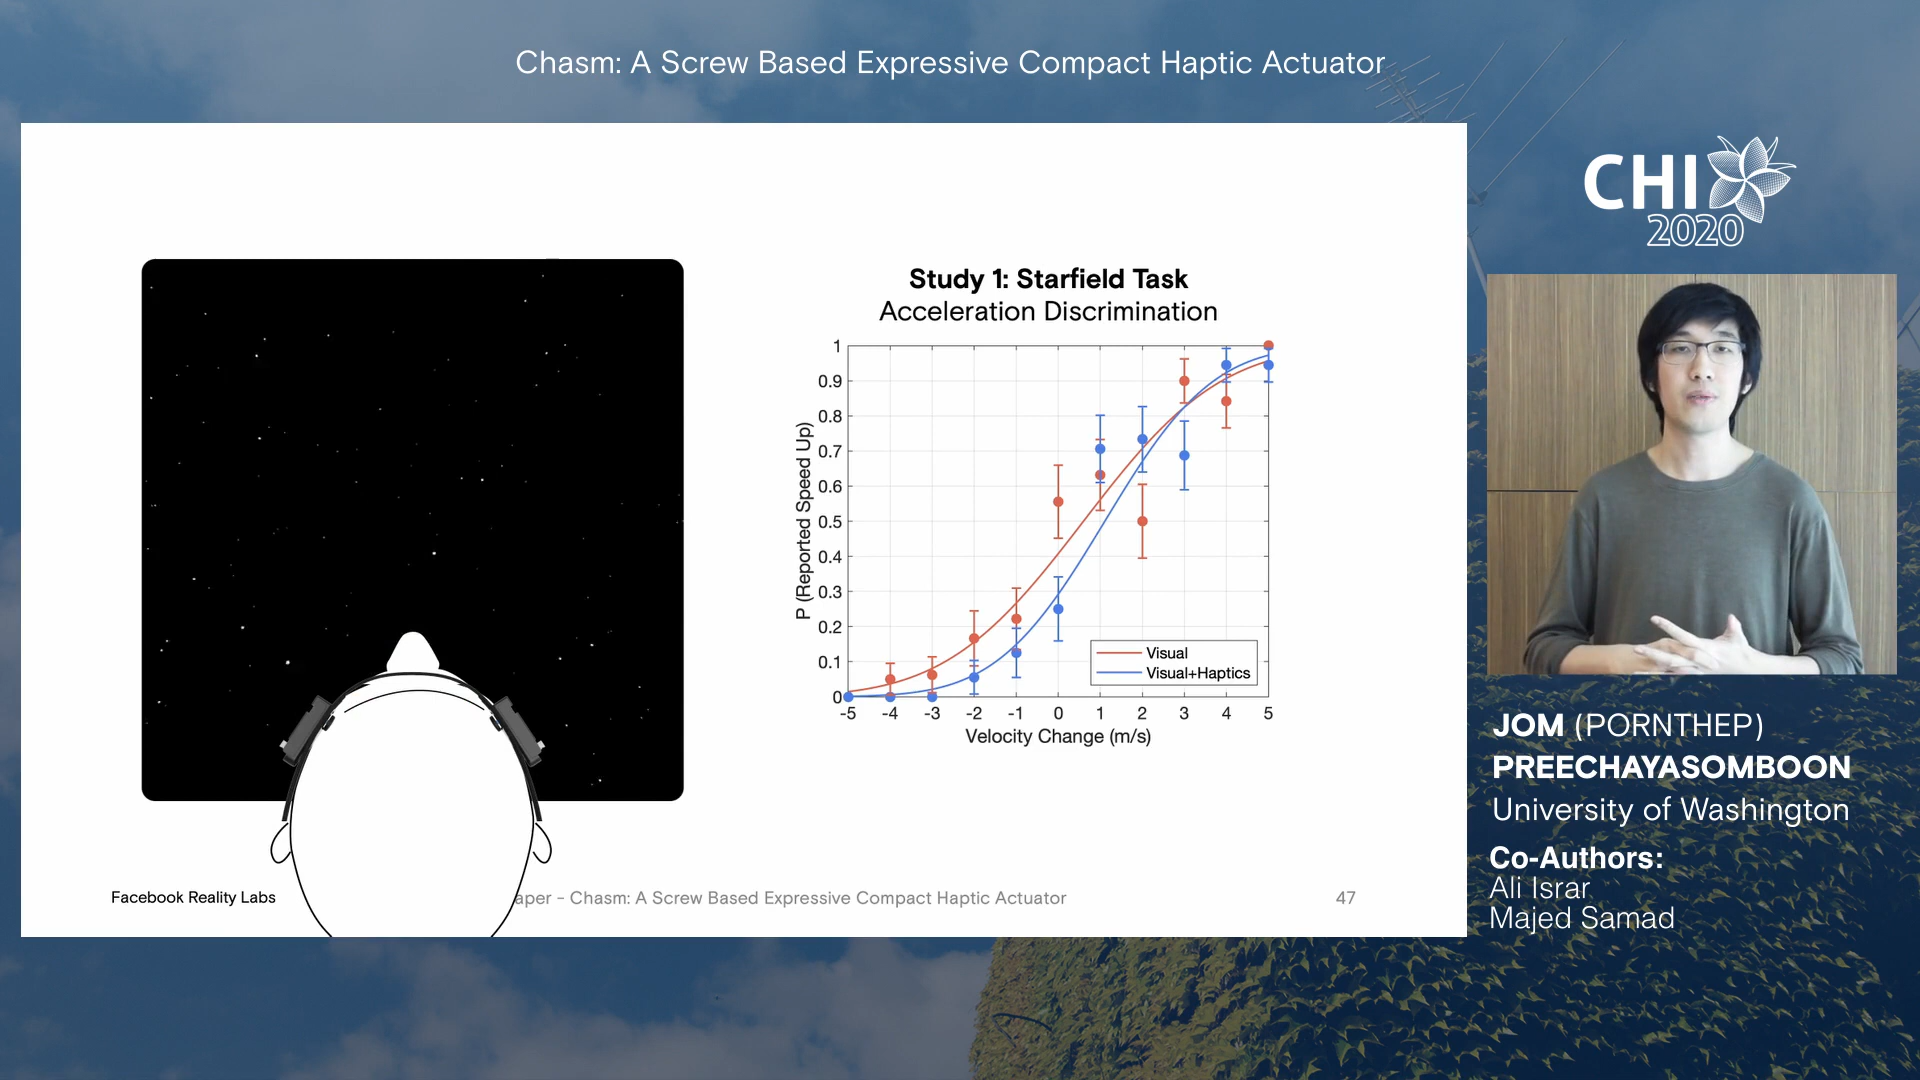 Chasm: A Screw Based Expressive Compact Haptic Actuator
CHI
2020
Study 1: Starfield Task
Acceleration Discrimination
P (Reported Speed Up)
1
0.9
0.8
0.7
0.6
0.5
0.4
0.3
0.2
0.1
0
Visual
Visual+Haptics
-5 -4 -3 -2 -1 0 1 2 3 4 5
Velocity Change (m/s)
Facebook Reality Labs
aper - Chasm: A Screw Based Expressive Compact Haptic Actuator
47
JOM (PORNTHEP)
PREECHAYASOMBOON
University of Washington
Co-Authors:
Ali Israr
Majed Samad